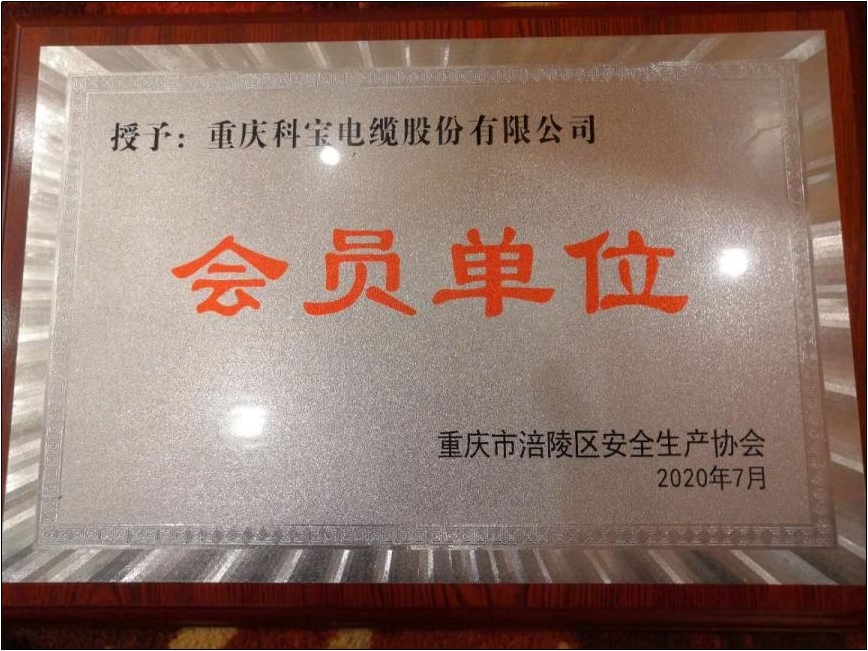 授予：重庆科宝电缆股份有限公司
会员单位
重庆市涪陵区安全生产协会
2020年7月